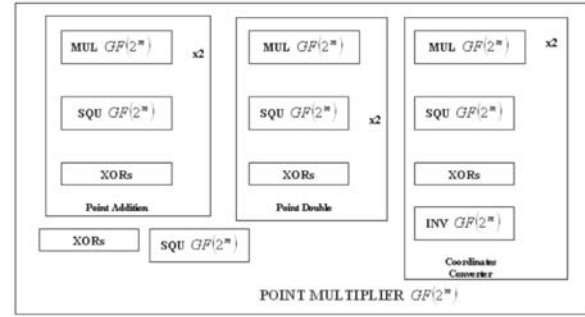 MUL GF(2^m)
x2
SQU GF(2^m)
XORs
Point Addition
MUL GF(2^m)
SQU GF(2^m)
x2
XORs
Point Double
MUL GF(2^m)
x2
SQU GF(2^m)
XORs
INV GF(2^m)
Coordinates
Converter
XORs
SQU GF(2^m)
POINT MULTIPLIER GF(2^m)